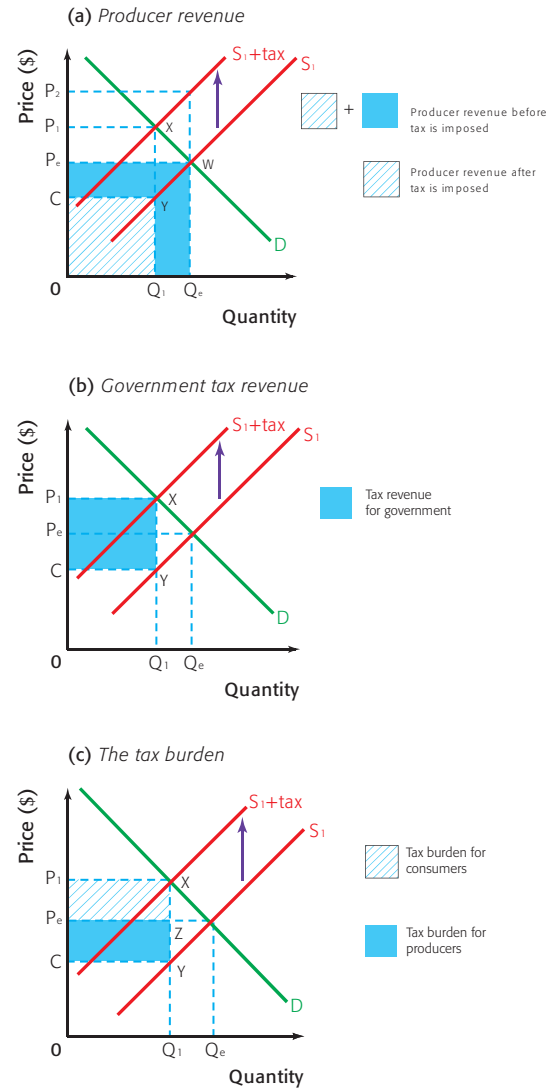 (a) Producer revenue
Price ($)
S₁+tax
S₁
P₂
P₁
Pₑ
C
X
W
Y
D
0
Q₁
Qₑ
Quantity
+
Producer revenue before
tax is imposed
Producer revenue after
tax is imposed
(b) Government tax revenue
Price ($)
S₁+tax
S₁
P₁
Pₑ
C
X
Y
D
0
Q₁
Qₑ
Quantity
Tax revenue
for government
(c) The tax burden
Price ($)
S₁+tax
S₁
P₁
Pₑ
C
X
Z
Y
D
0
Q₁
Qₑ
Quantity
Tax burden for
consumers
Tax burden for
producers